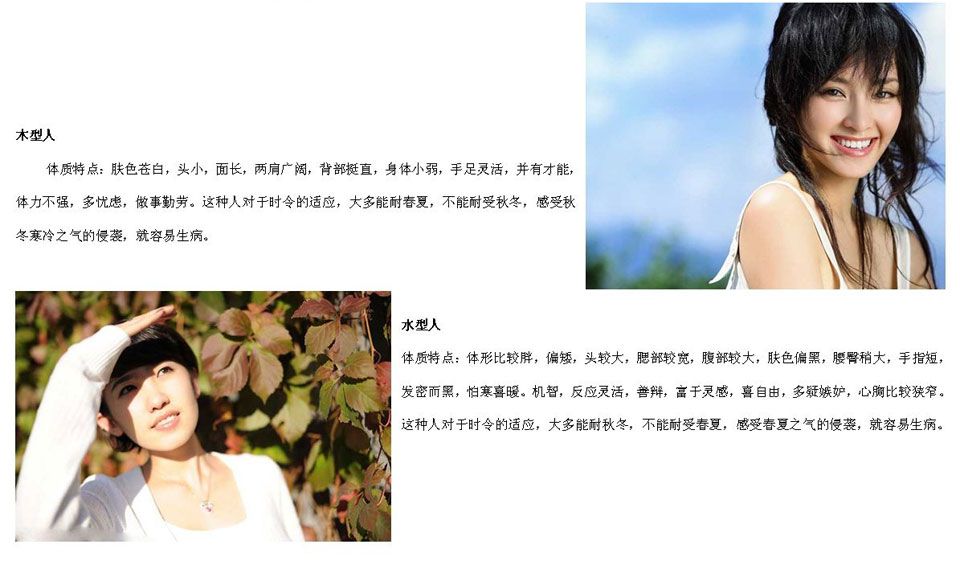 木型人
体质特点：肤色苍白，头小，面长，两肩广阔，背部挺直，身体小弱，手足灵活，并有才能，
体力不强，多忧虑，做事勤劳。这种人对于时令的适应，大多能耐春夏，不能耐受秋冬，感受秋
冬寒冷之气的侵袭，就容易生病。
水型人
体质特点：体形比较胖，偏矮，头较大，腮部较宽，腹部较大，肤色偏黑，腰臀稍大，手指短，
发密而黑，怕寒喜暖。机智，反应灵活，善辩，富于灵感，喜自由，多疑嫉妒，心胸比较狭窄。
这种人对于时令的适应，大多能耐秋冬，不能耐受春夏，感受春夏之气的侵袭，就容易生病。